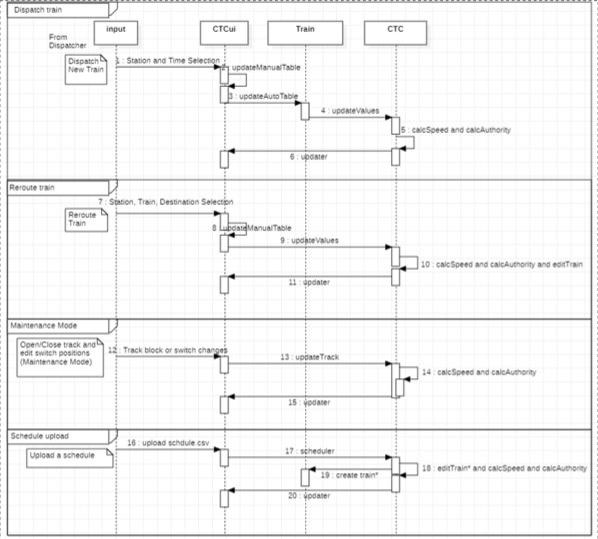 Dispatch train
input
CTCui
Train
CTC
From
Dispatcher
Dispatch
New Train
1 : Station and Time Selection
2 : updateManualTable
3 : updateAutoTable
4 : updateValues
5 : calcSpeed and calcAuthority
6 : updater
Reroute train
7 : Station, Train, Destination Selection
Reroute
Train
8 : updateManualTable
9 : updateValues
10 : calcSpeed and calcAuthority and editTrain
11 : updater
Maintenance Mode
Open/Close track and
edit switch positions
(Maintenance Mode)
12 : Track block or switch changes
13 : updateTrack
14 : calcSpeed and calcAuthority
15 : updater
Schedule upload
Upload a schedule
16 : upload schdule.csv
17 : scheduler
18 : editTrain* and calcSpeed and calcAuthority
19 : create train*
20 : updater